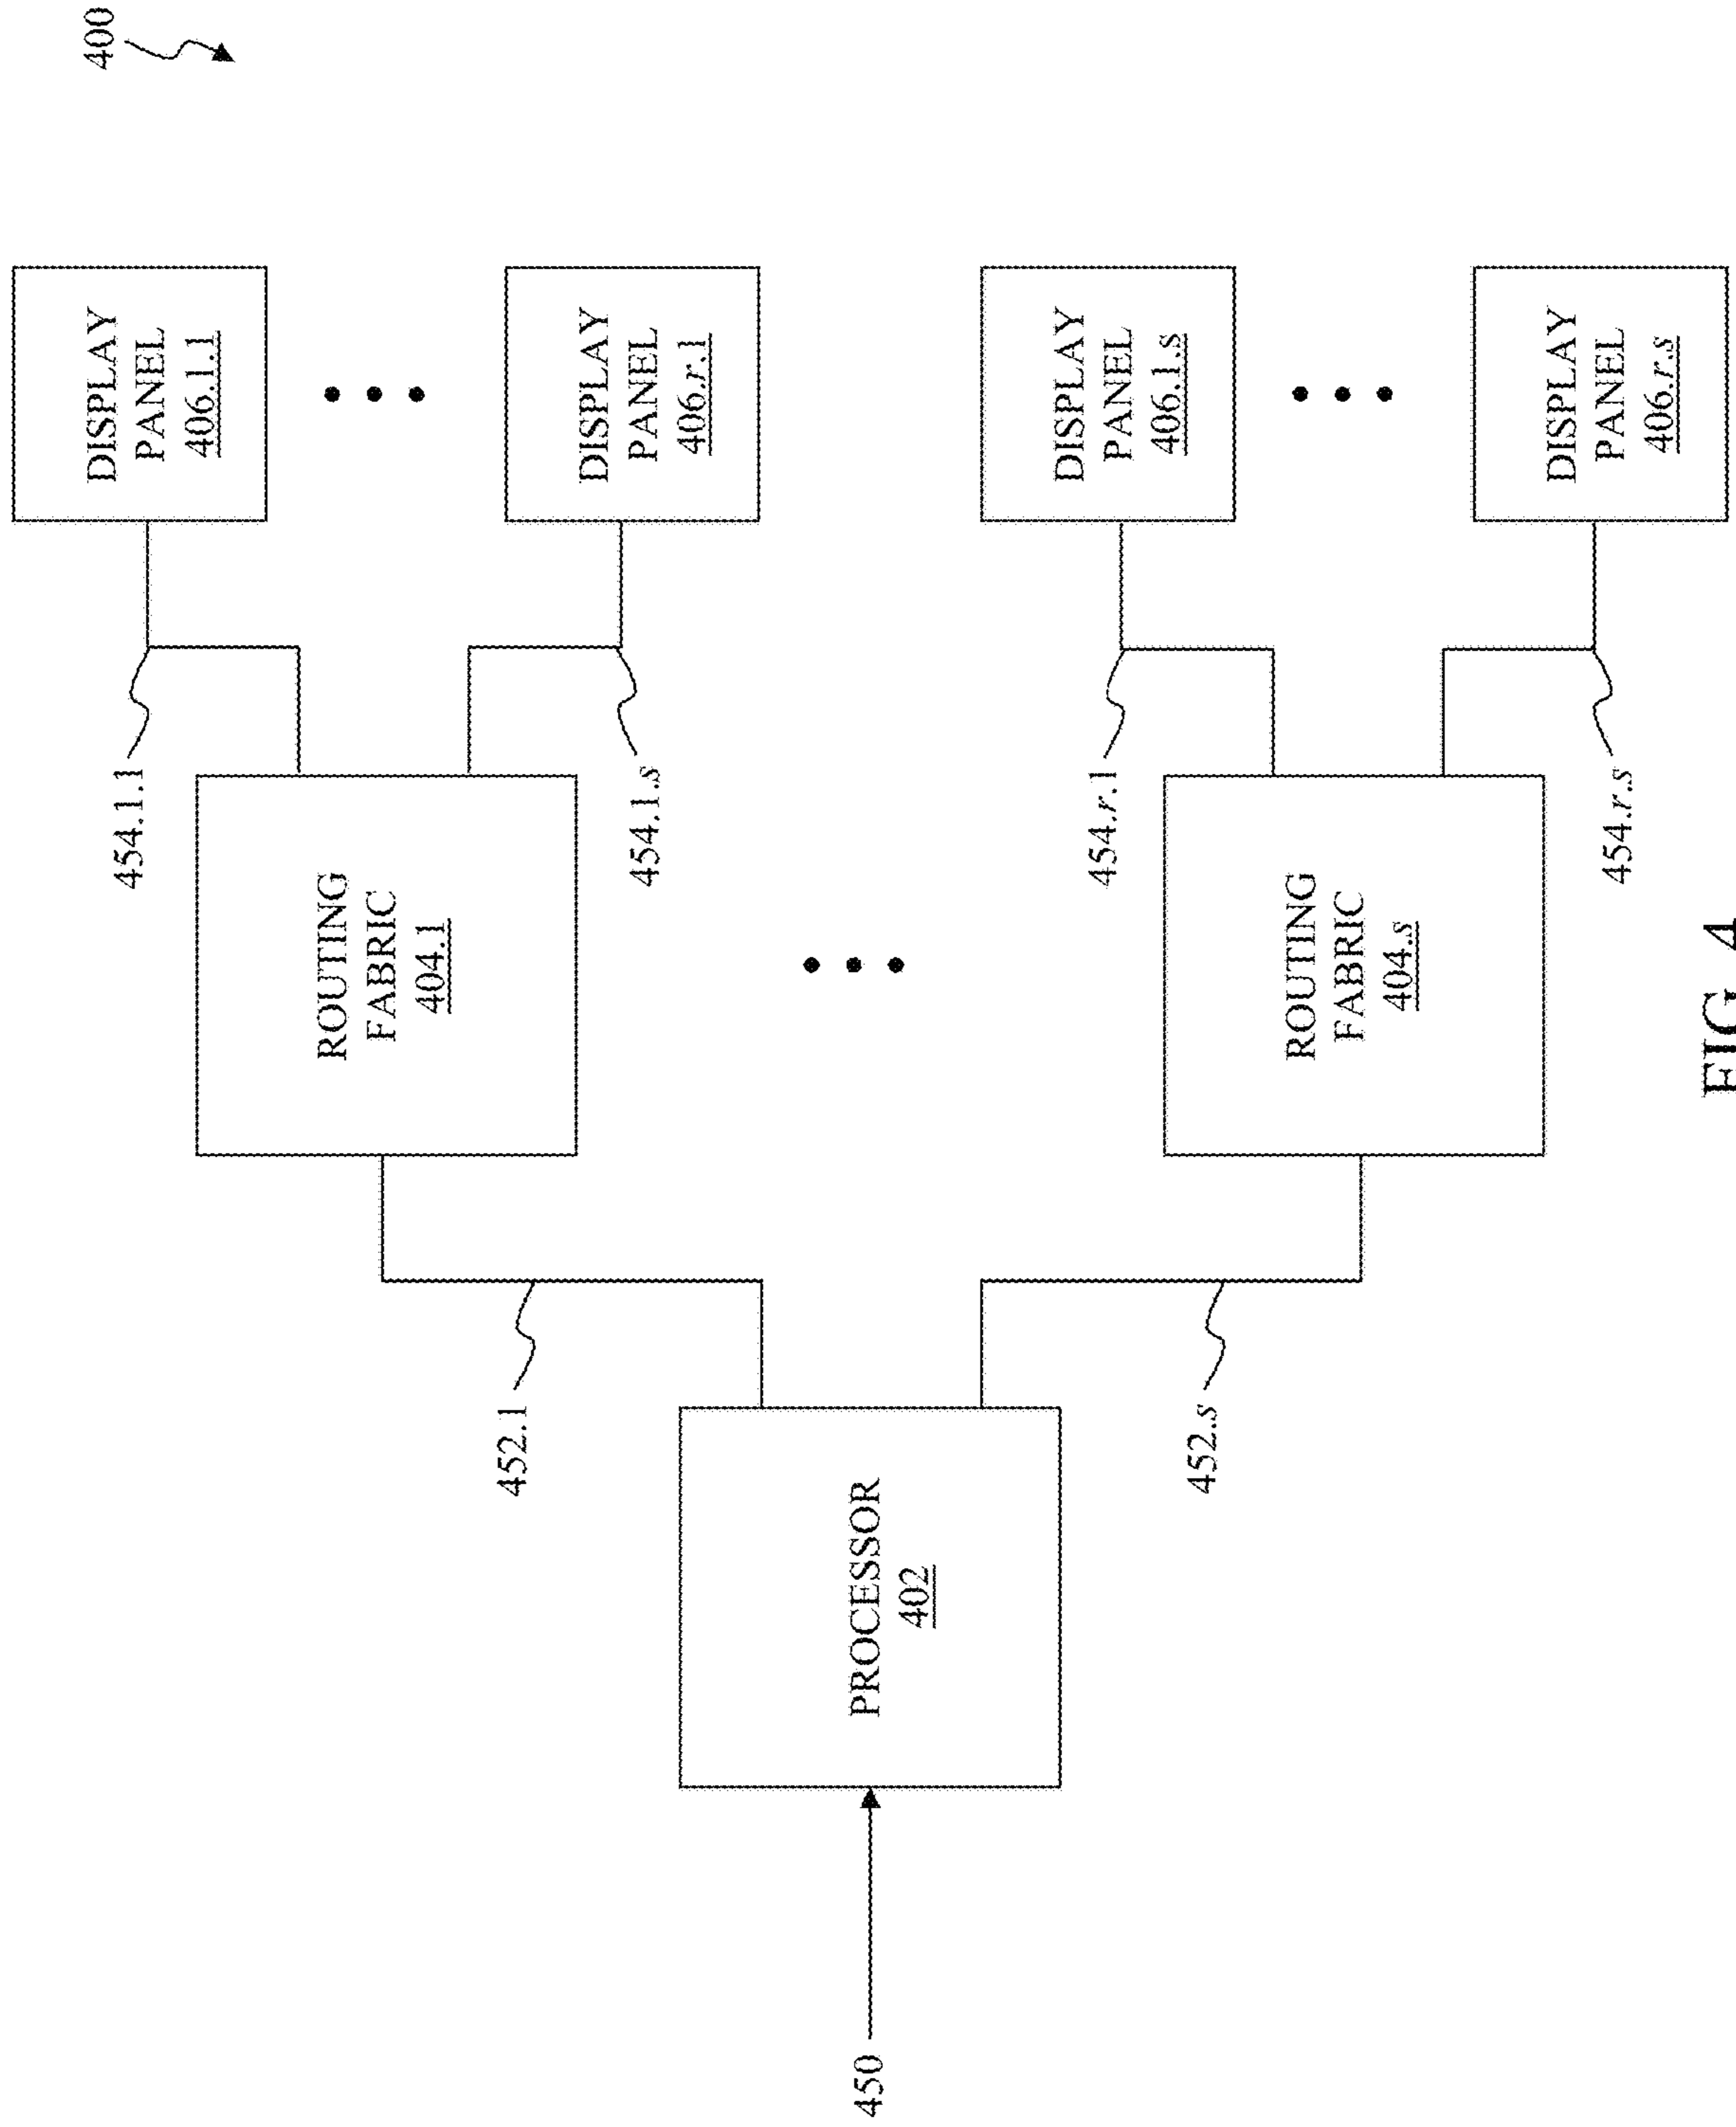 400
DISPLAY
PANEL
406.1.1
DISPLAY
PANEL
406.r.1
DISPLAY
PANEL
406.1.s
DISPLAY
PANEL
406.r.s
454.1.1
454.1.s
454.r.1
454.r.s
ROUTING
FABRIC
404.1
ROUTING
FABRIC
404.s
452.1
452.s
PROCESSOR
402
450
FIG. 4